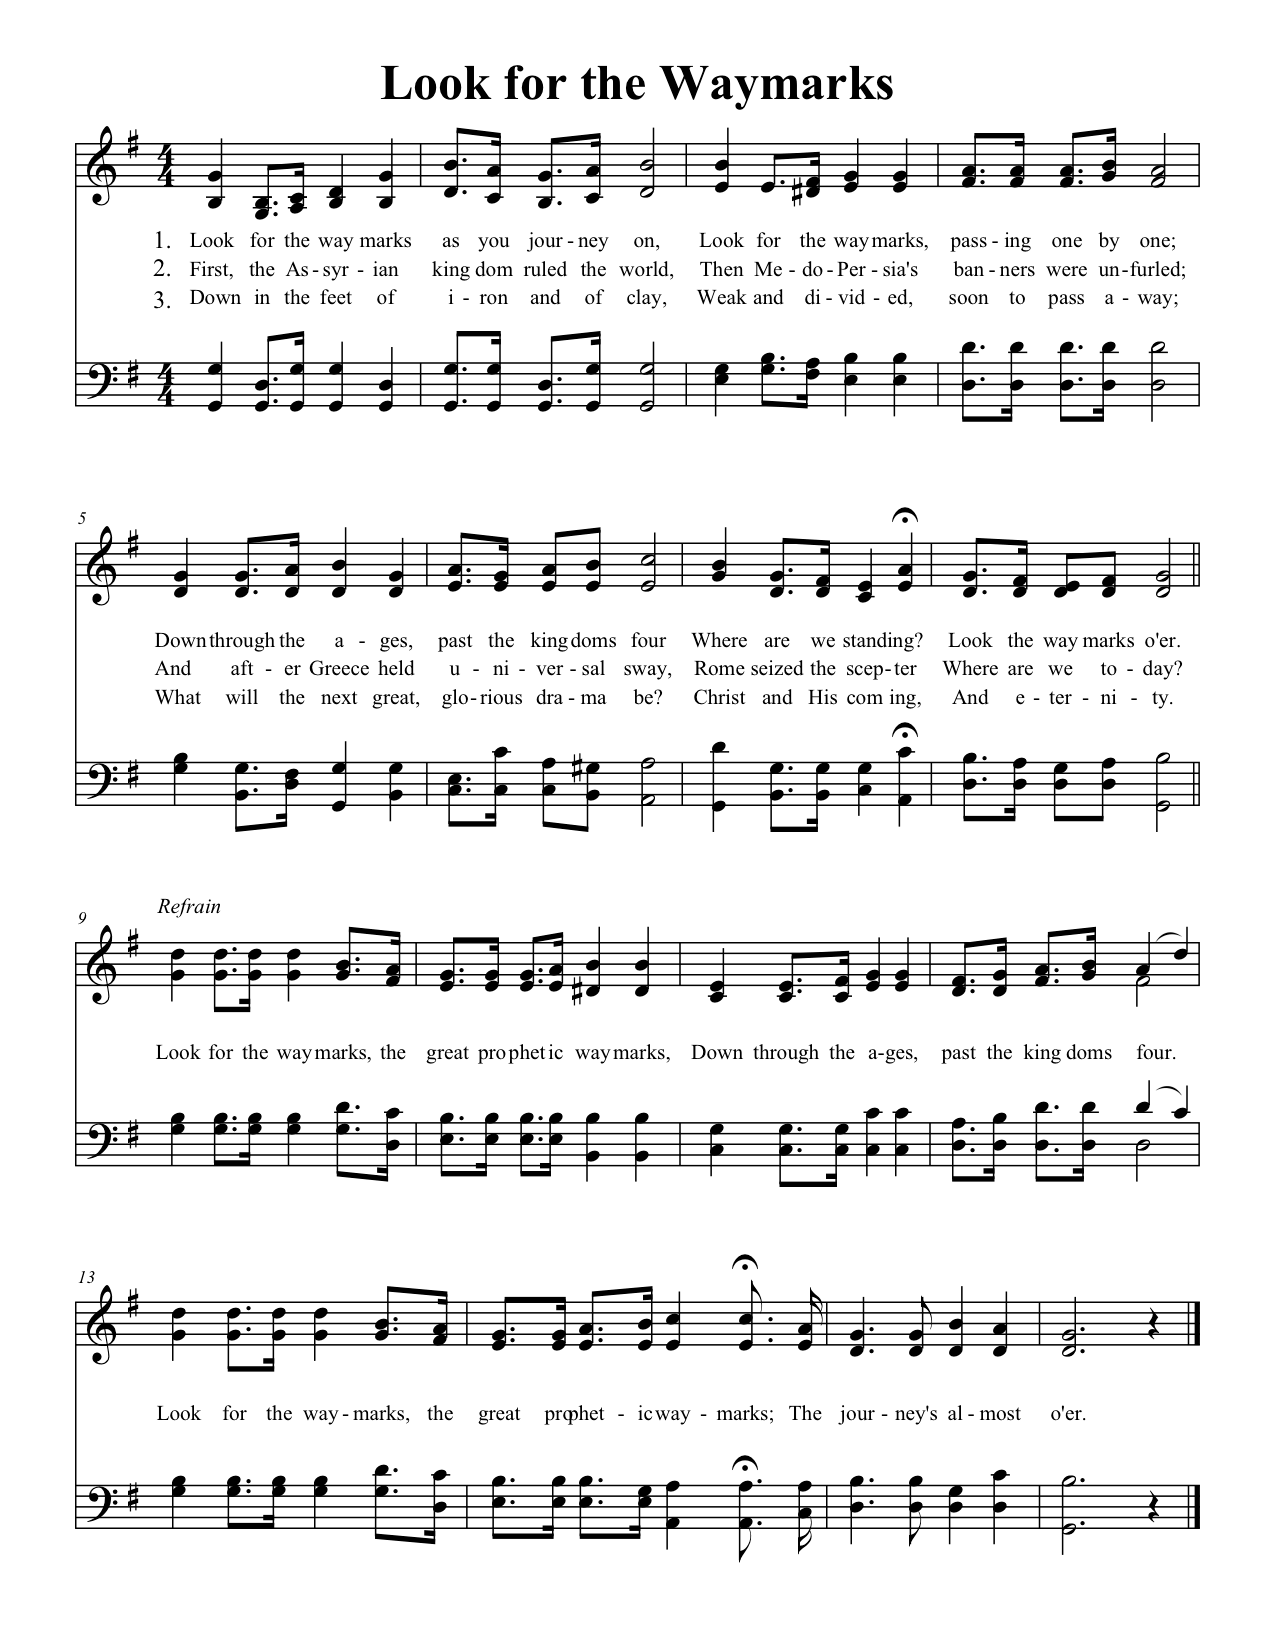 Look for the Waymarks
1. Look for the way marks as you jour - ney on, Look for the way marks, pass - ing one by one;
2. First, the As - syr - ian king dom ruled the world, Then Me - do - Per - sia's ban - ners were un - furled;
3. Down in the feet of i - ron and of clay, Weak and di - vid - ed, soon to pass a - way;
5
Down through the a - ges, past the king doms four Where are we standing? Look the way marks o'er.
And aft - er Greece held u - ni - ver - sal sway, Rome seized the scep - ter Where are we to - day?
What will the next great, glo - rious dra - ma be? Christ and His com ing, And e - ter - ni - ty.
Refrain
9
Look for the way marks, the great pro phet ic way marks, Down through the a - ges, past the king doms four.
13
Look for the way - marks, the great pro phet - ic way - marks; The jour - ney's al - most o'er.